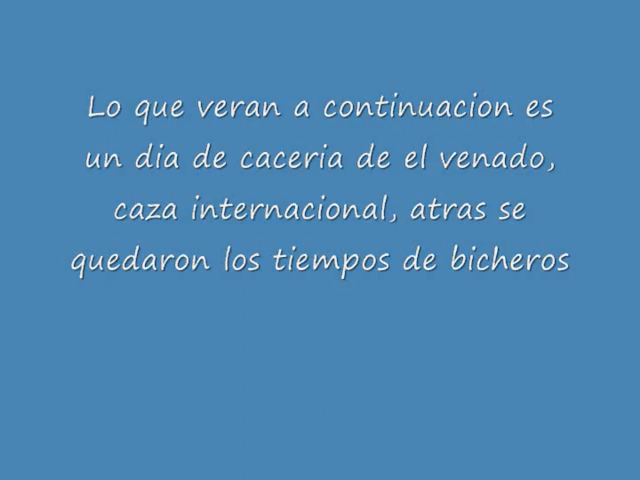 Lo que veran a continuacion es
un dia de caceria de el venado,
caza internacional, atras se
quedaron los tiempos de bicheros